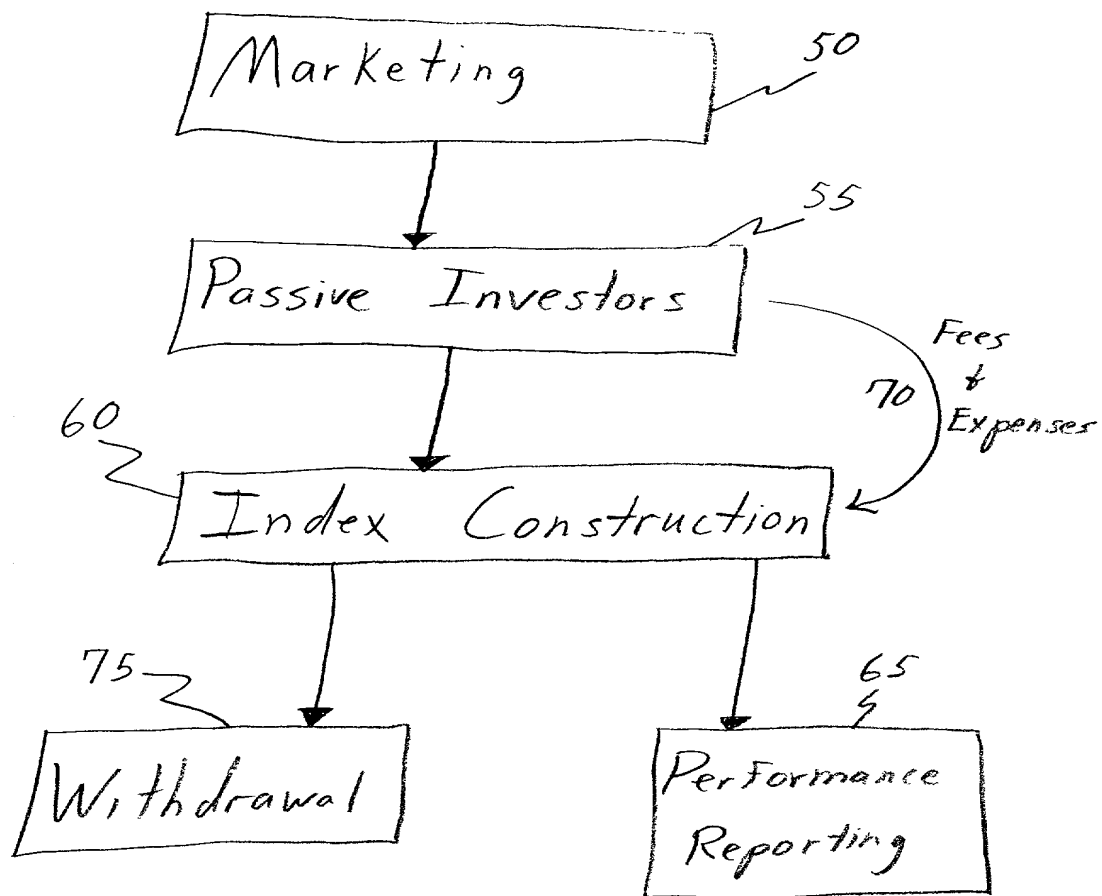 Marketing
50
55
Passive Investors
Fees
70
&
Expenses
60
Index Construction
75
65
Withdrawal
Performance
Reporting